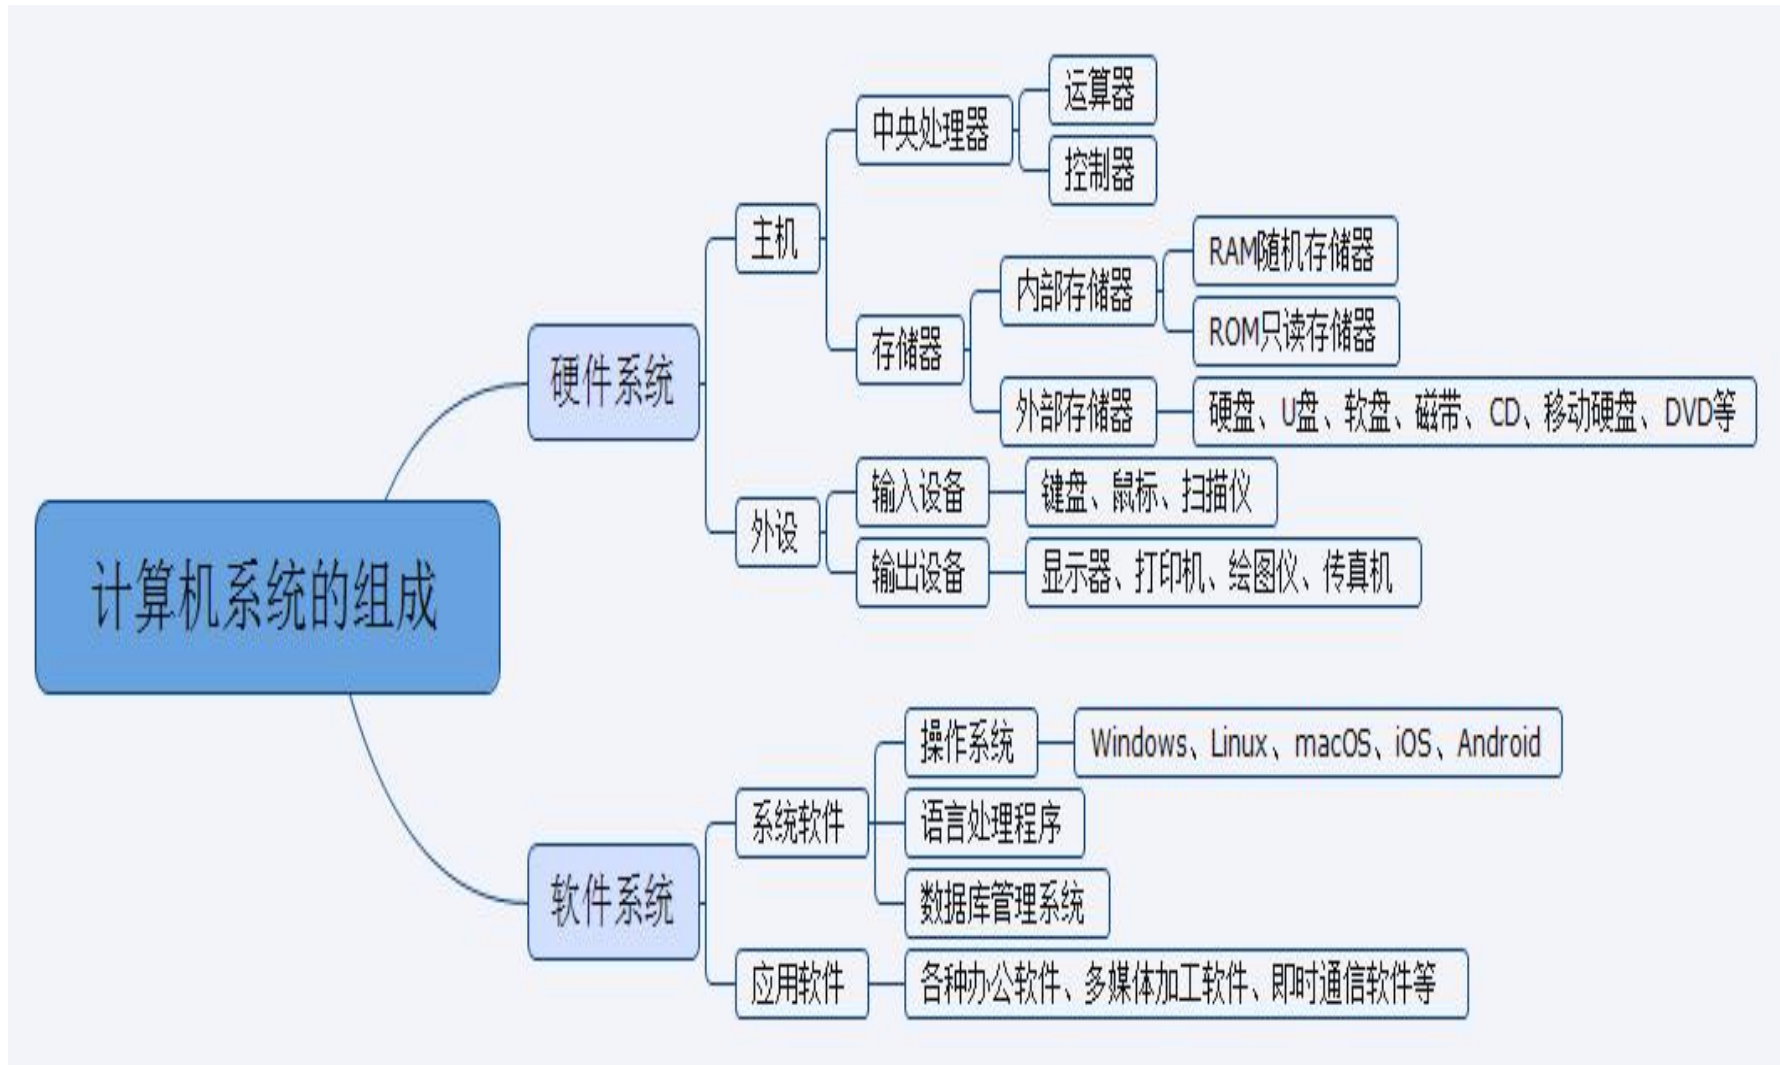 计算机系统的组成
硬件系统
主机
中央处理器
运算器
控制器
存储器
内部存储器
RAM随机存储器
ROM只读存储器
外部存储器
硬盘、U盘、软盘、磁带、CD、移动硬盘、DVD等
外设
输入设备
键盘、鼠标、扫描仪
输出设备
显示器、打印机、绘图仪、传真机
软件系统
系统软件
操作系统
Windows、Linux、macOS、iOS、Android
语言处理程序
数据库管理系统
应用软件
各种办公软件、多媒体加工软件、即时通信软件等